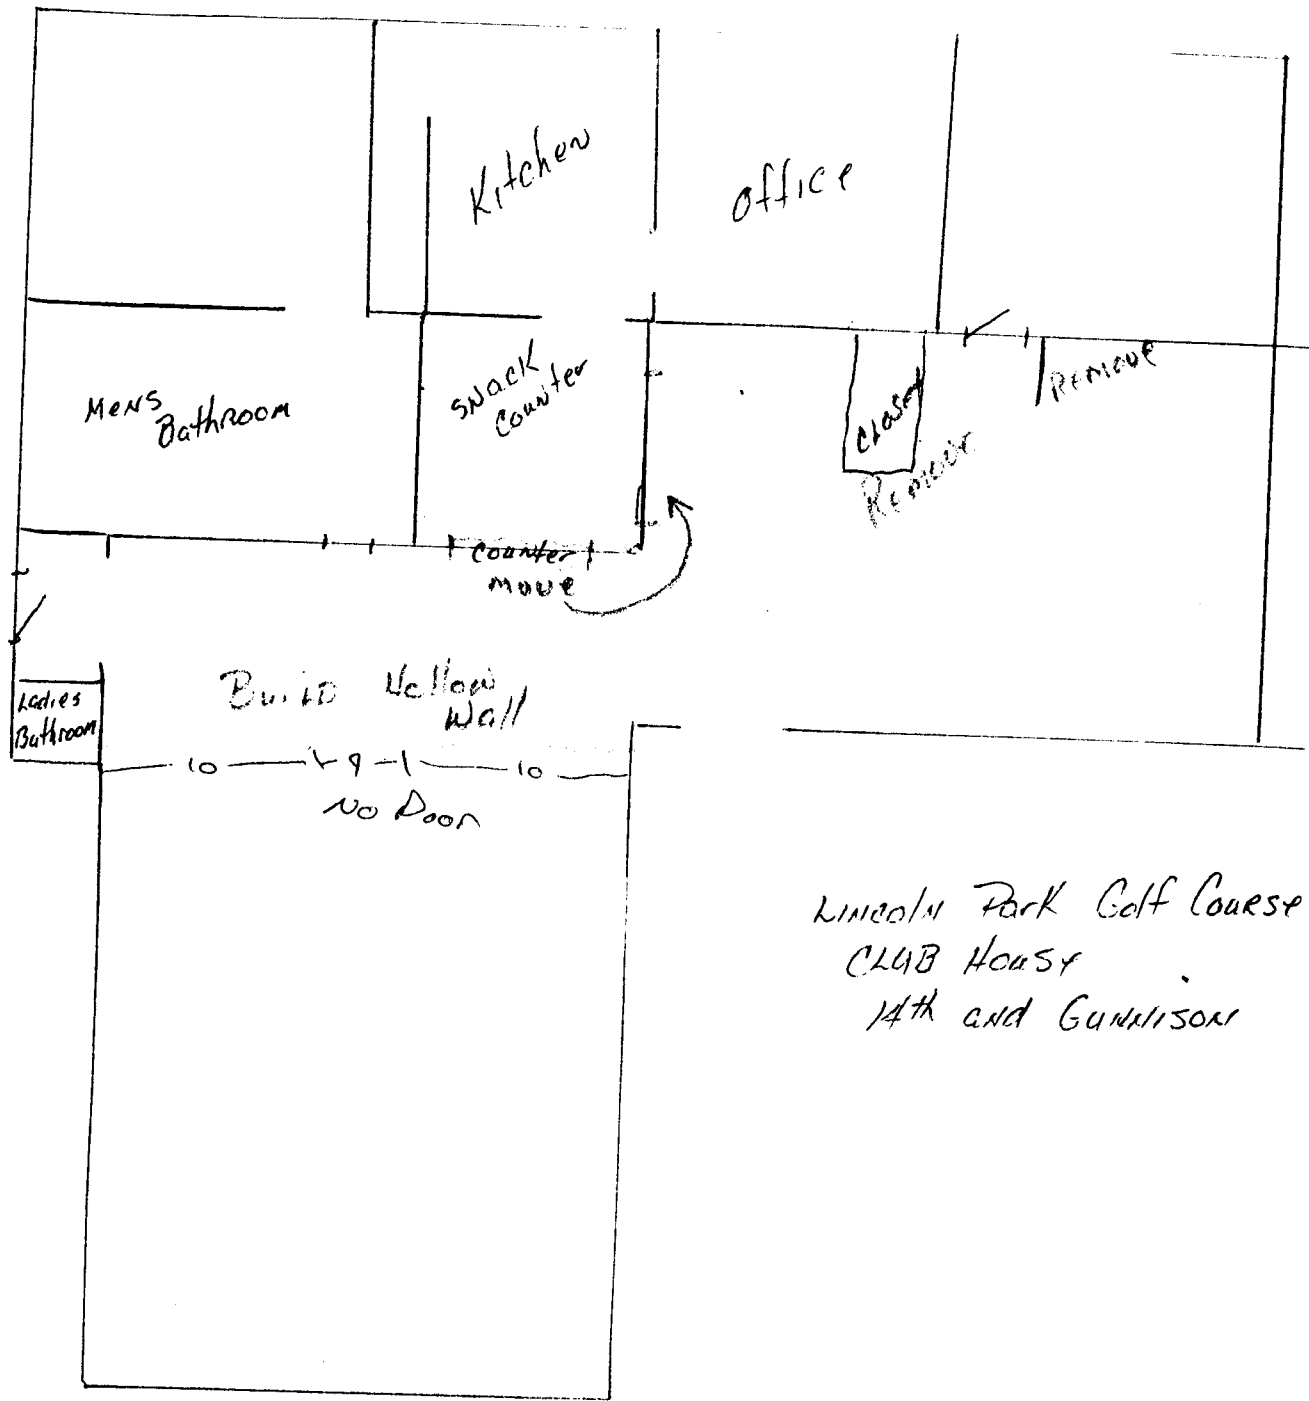 Kitchen
Office
Mens
Bathroom
Snack
Counter
Closet
Remove
Remove
Counter
move
Build Hollow
Wall
Ladies
Bathroom
10 9 10
No Door
Lincoln Park Golf Course
CLUB House
14th and Gunnison